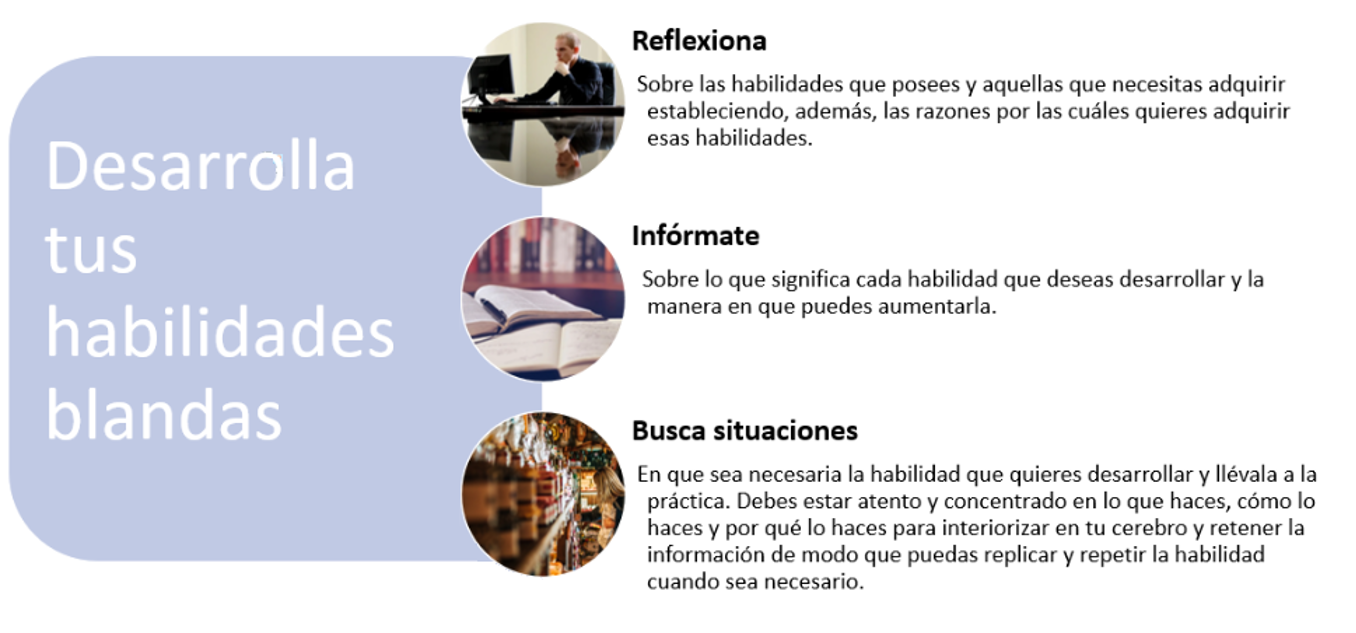 Desarrolla
tus
habilidades
blandas
Reflexiona
Sobre las habilidades que posees y aquellas que necesitas adquirir
estableciendo, además, las razones por las cuáles quieres adquirir
esas habilidades.
Infórmate
Sobre lo que significa cada habilidad que deseas desarrollar y la
manera en que puedes aumentarla.
Busca situaciones
En que sea necesaria la habilidad que quieres desarrollar y llévala a la
práctica. Debes estar atento y concentrado en lo que haces, cómo lo
haces y por qué lo haces para interiorizar en tu cerebro y retener la
información de modo que puedas replicar y repetir la habilidad
cuando sea necesario.